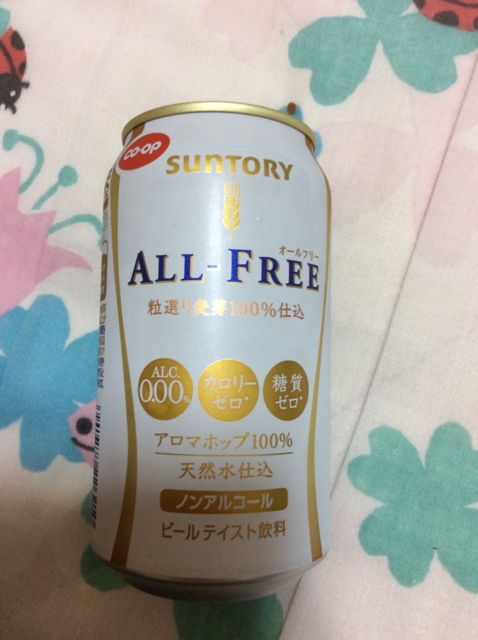 co-op
SUNTORY
オールフリー
ALL-FREE
粒選り麦芽100%仕込
ALC.
0.00%
カロリー
ゼロ*
糖質
ゼロ*
アロマホップ100%
天然水仕込
ノンアルコール
ビールテイスト飲料